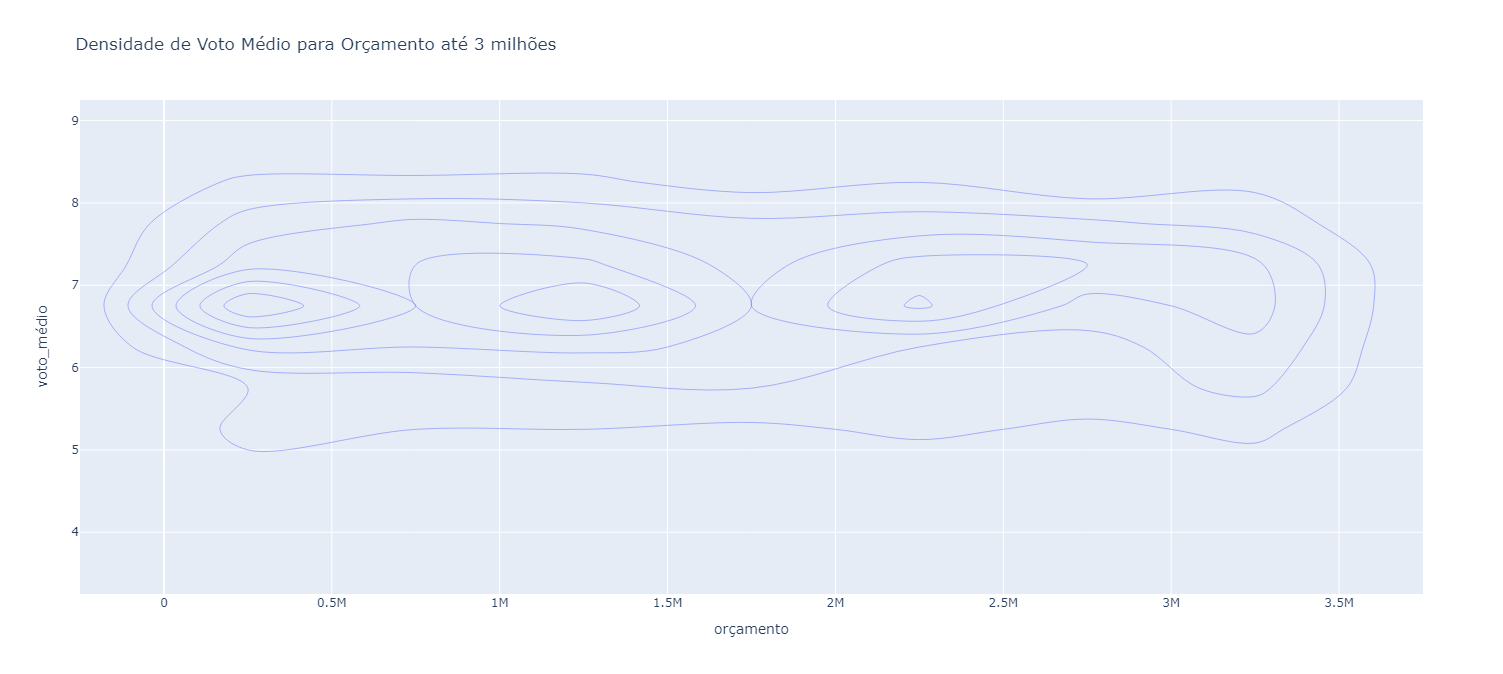 Densidade de Voto Médio para Orçamento até 3 milhões
9
8
7
6
5
4
voto_médio
0 0.5M 1M 1.5M 2M 2.5M 3M 3.5M
orçamento